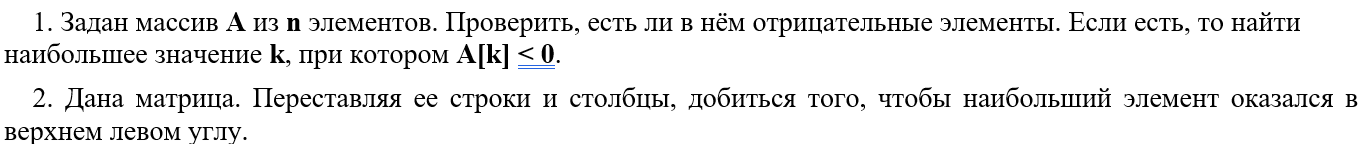 1. Задан массив A из n элементов. Проверить, есть ли в нём отрицательные элементы. Если есть, то найти
наибольшее значение k, при котором A[k] < 0.
2. Дана матрица. Переставляя ее строки и столбцы, добиться того, чтобы наибольший элемент оказался в
верхнем левом углу.